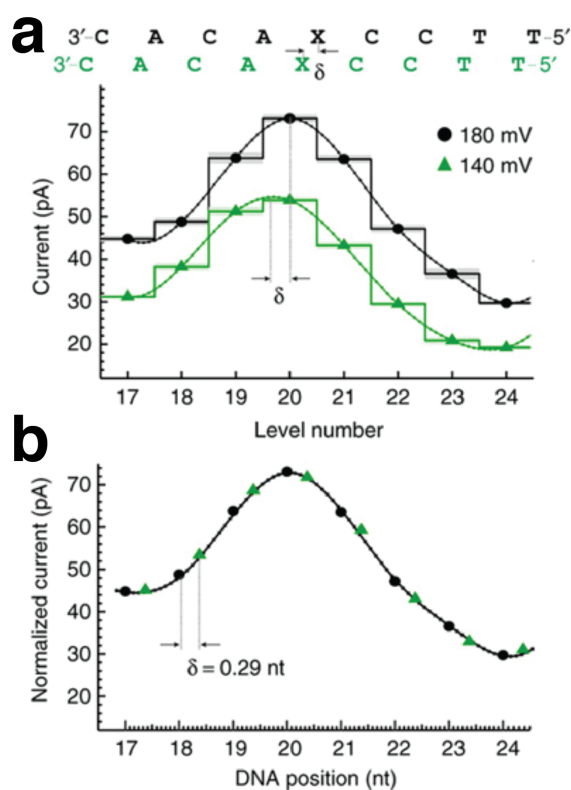 a
3′-C A C A X C C T T-5′
3′-C A C A X C C T T-5′
δ
70
60
50
40
30
20
Current (pA)
180 mV
140 mV
δ
17 18 19 20 21 22 23 24
Level number
b
70
60
50
40
30
20
Normalized current (pA)
δ = 0.29 nt
17 18 19 20 21 22 23 24
DNA position (nt)